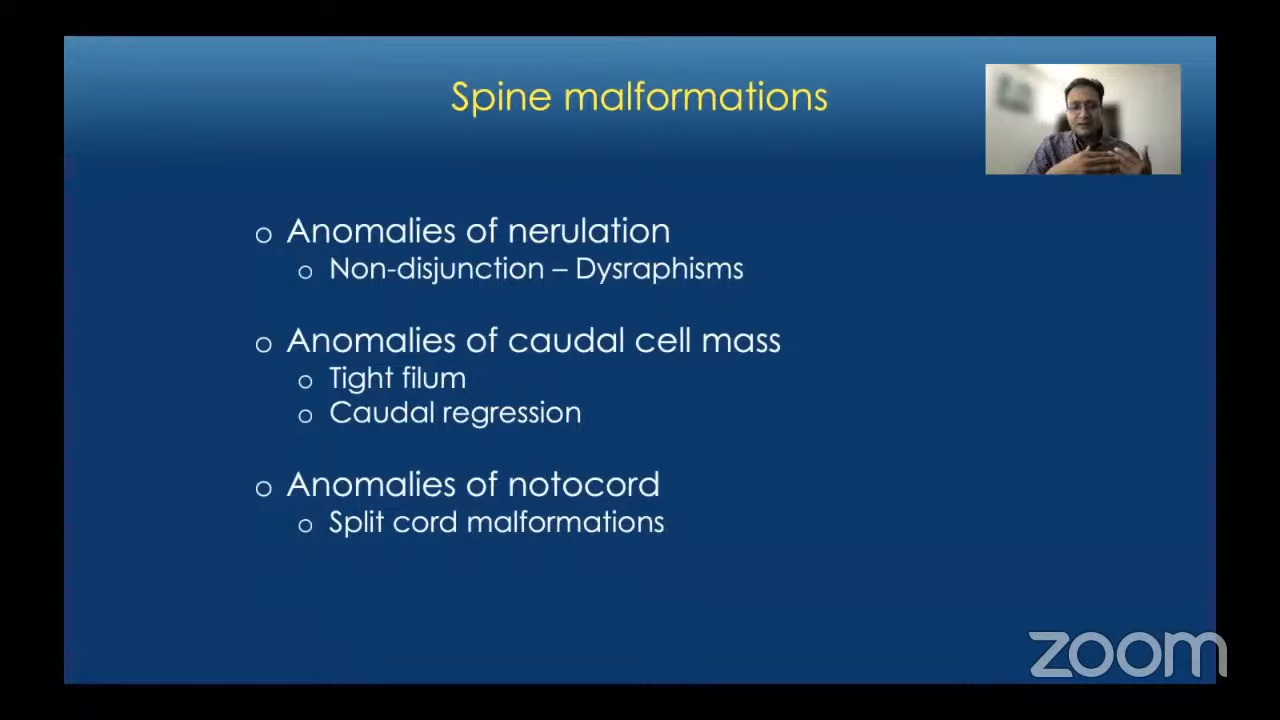 Spine malformations
o Anomalies of nerulation
o Non-disjunction – Dysraphisms
o Anomalies of caudal cell mass
o Tight filum
o Caudal regression
o Anomalies of notocord
o Split cord malformations
zoom